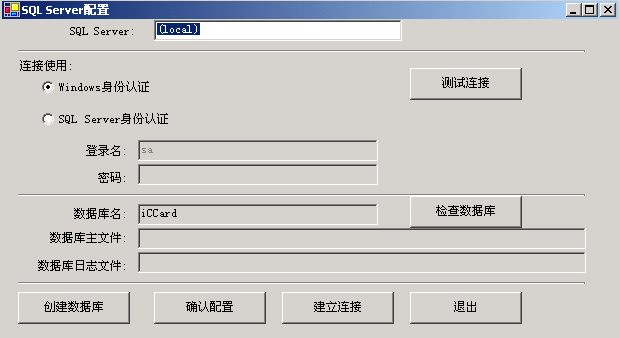 SQL Server配置
SQL Server: (local)
连接使用:
Windows身份认证
测试连接
SQL Server身份认证
登录名: sa
密码:
数据库名: iCCard
检查数据库
数据库主文件:
数据库日志文件:
创建数据库 确认配置 建立连接 退出